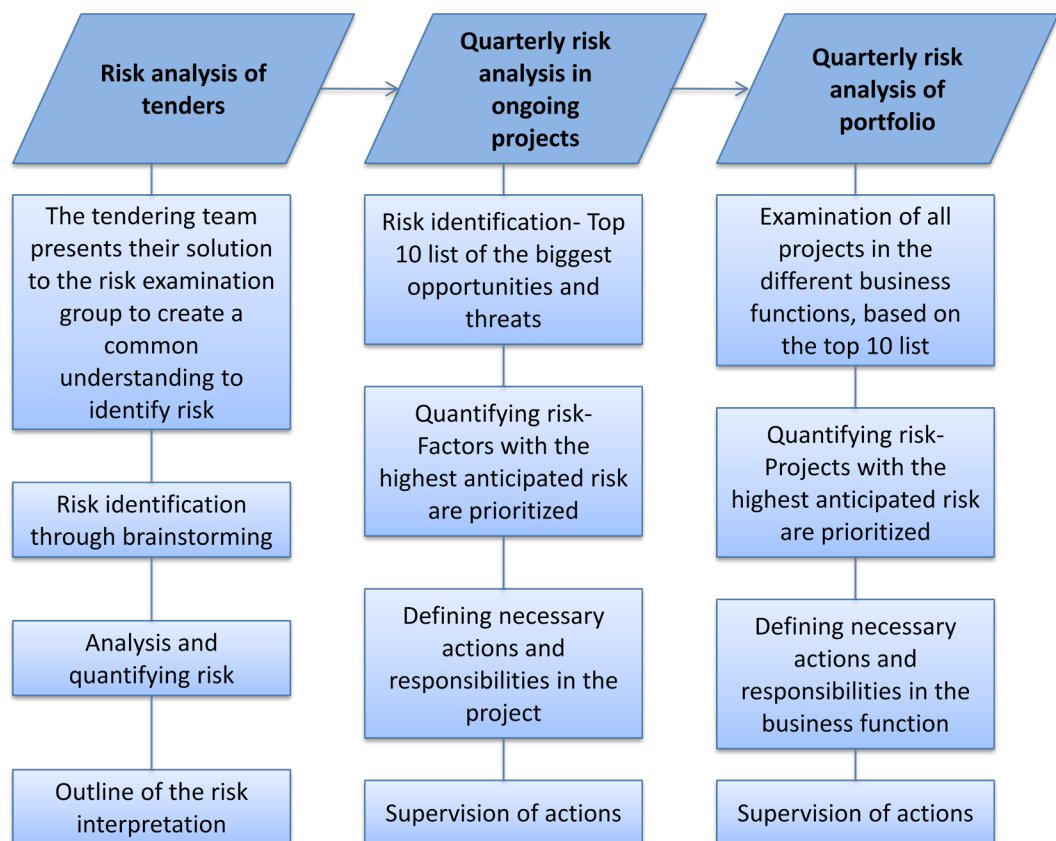 Risk analysis of
tenders
Quarterly risk
analysis in
ongoing
projects
Quarterly risk
analysis of
portfolio
The tendering team
presents their solution
to the risk examination
group to create a
common
understanding to
identify risk
Risk identification
through brainstorming
Analysis and
quantifying risk
Outline of the risk
interpretation
Risk identification- Top
10 list of the biggest
opportunities and
threats
Quantifying risk-
Factors with the
highest anticipated risk
are prioritized
Defining necessary
actions and
responsibilities in the
project
Supervision of actions
Examination of all
projects in the
different business
functions, based on
the top 10 list
Quantifying risk-
Projects with the
highest anticipated risk
are prioritized
Defining necessary
actions and
responsibilities in the
business function
Supervision of actions